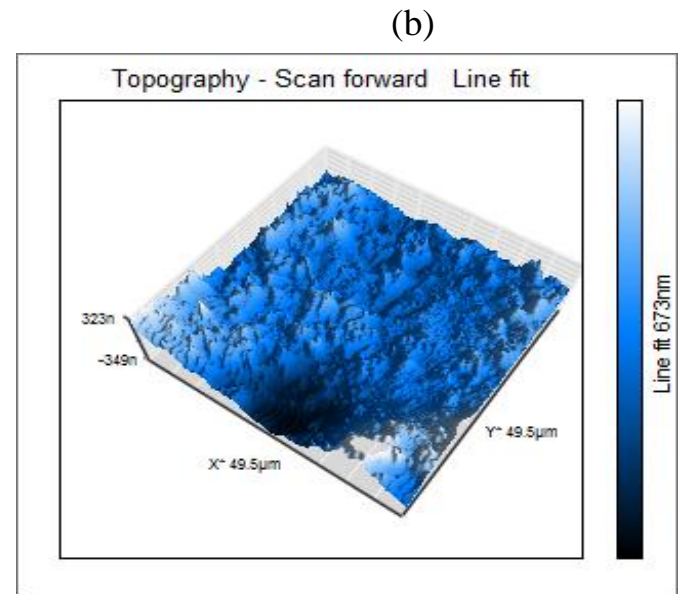 (b)
Topography - Scan forward Line fit
323n
-349n
X* 49.5µm
Y* 49.5µm
Line fit 673nm